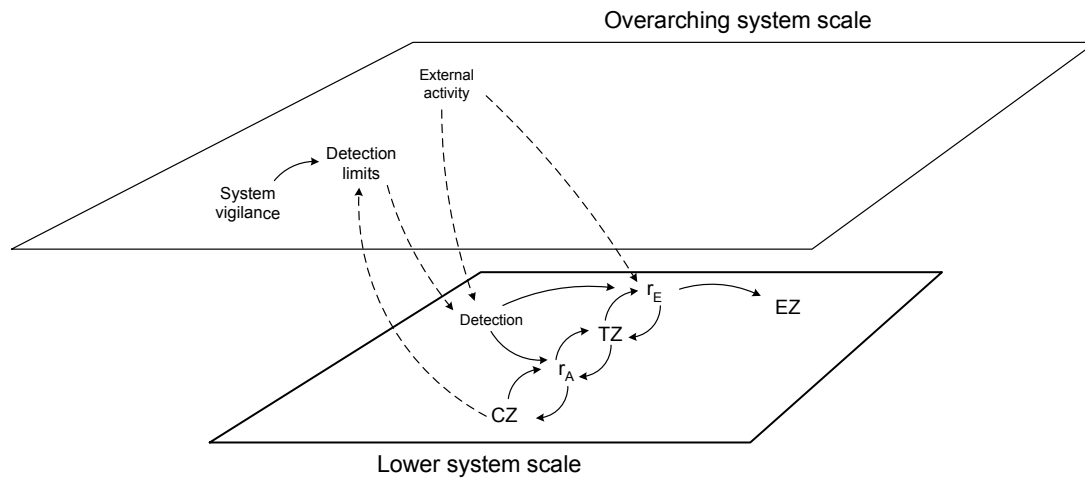 Overarching system scale
External
activity
Detection
limits
System
vigilance
r_E
EZ
Detection
TZ
r_A
CZ
Lower system scale